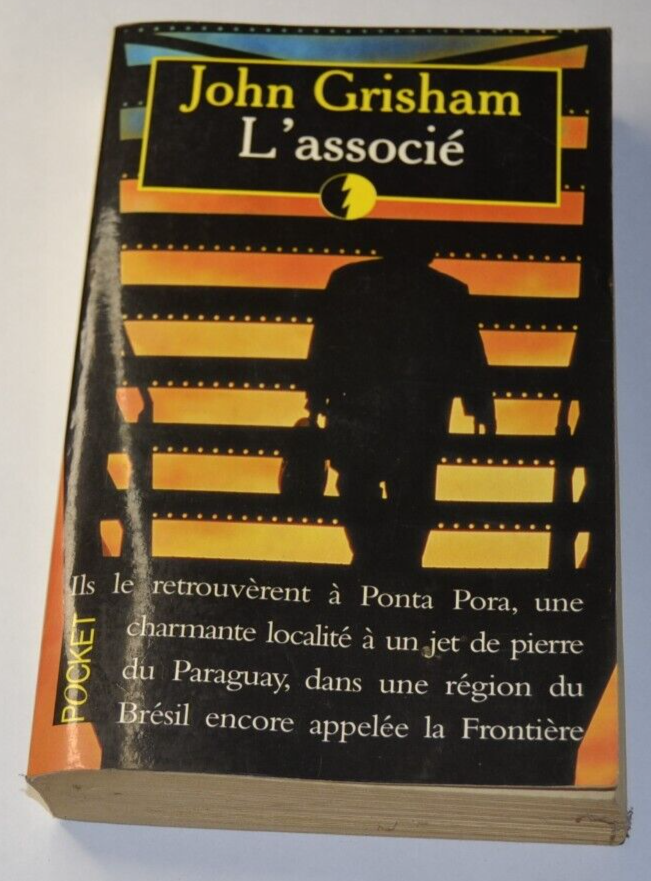 John Grisham
L'associé
Ils le retrouvèrent à Ponta Pora, une
charmante localité à un jet de pierre
du Paraguay, dans une région du
Brésil encore appelée la Frontière
POCKET